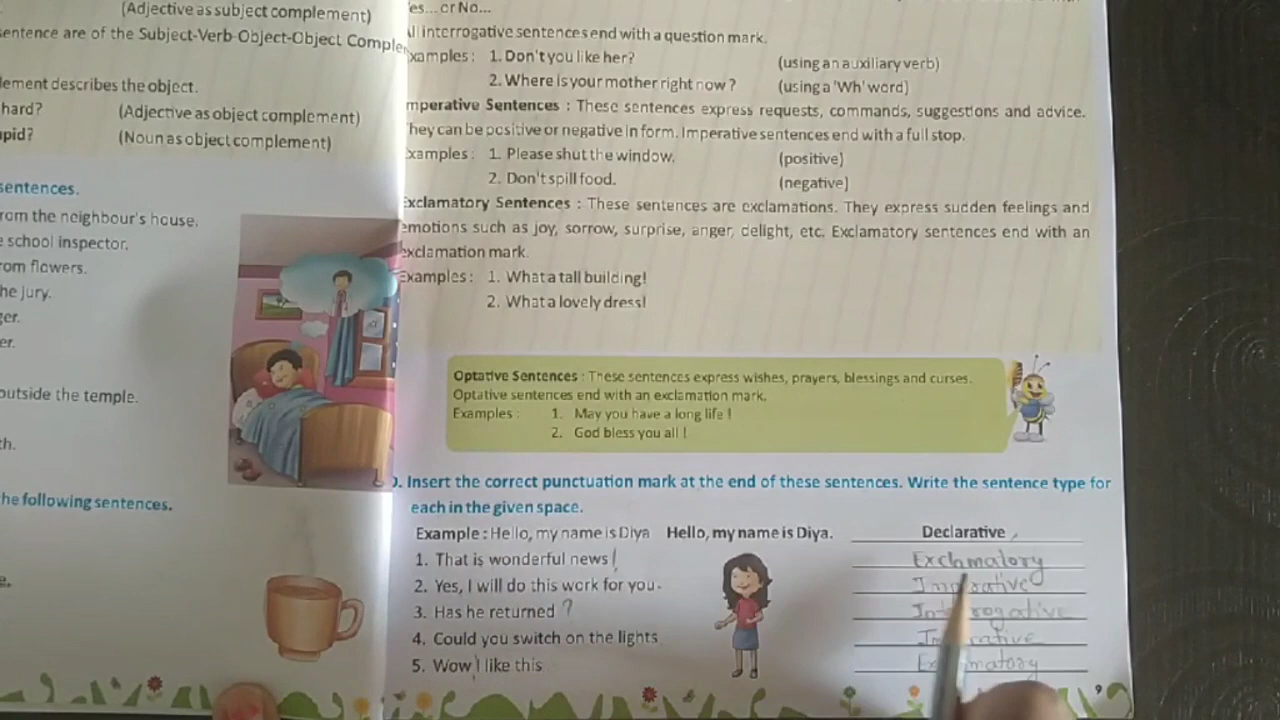 (Adjective as subject complement)
sentence are of the Subject-Verb-Object-Object
lement describes the object.
hard? (Adjective as object complement)
(Noun as object complement)
sentences.
rom the neighbour's house.
school inspector.
rom flowers.
he jury.
outside the temple.
he following sentences.
es... or No...
ll interrogative sentences end with a question mark.
xamples : 1. Don't you like her? (using an auxiliary verb)
2. Where is your mother right now ? (using a 'Wh' word)
mperative Sentences : These sentences express requests, commands, suggestions and advice.
They can be positive or negative in form. Imperative sentences end with a full stop.
xamples : 1. Please shut the window. (positive)
2. Don't spill food. (negative)
Exclamatory Sentences : These sentences are exclamations. They express sudden feelings and
emotions such as joy, sorrow, surprise, anger, delight, etc. Exclamatory sentences end with an
exclamation mark.
Examples : 1. What a tall building!
2. What a lovely dress!
Optative Sentences : These sentences express wishes, prayers, blessings and curses.
Optative sentences end with an exclamation mark.
Examples : 1. May you have a long life !
2. God bless you all !
D. Insert the correct punctuation mark at the end of these sentences. Write the sentence type for
each in the given space.
Example : Hello, my name is Diya Hello, my name is Diya. Declarative
1. That is wonderful news !
2. Yes, I will do this work for you.
3. Has he returned ?
4. Could you switch on the lights
5. Wow ! I like this
9